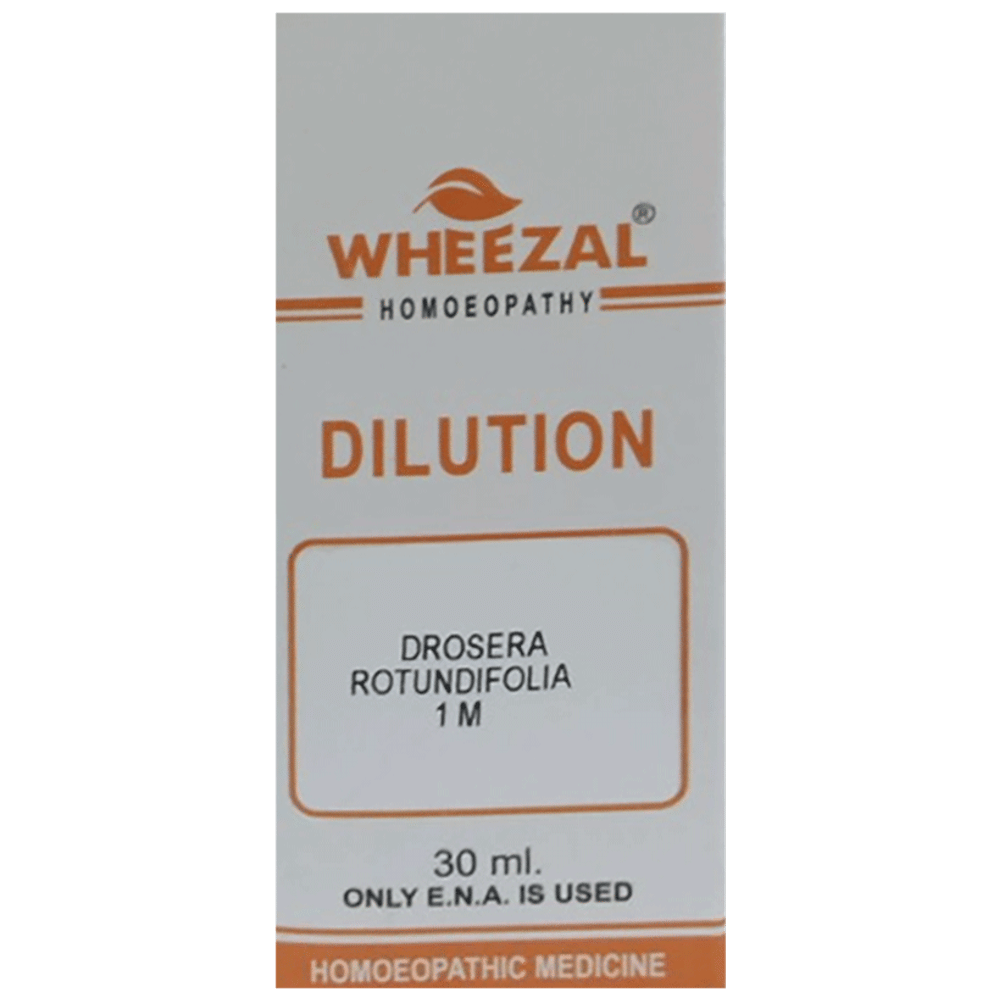 WHEEZAL®
HOMOEOPATHY
DILUTION
DROSERA
ROTUNDIFOLIA
1 M
30 ml.
ONLY E.N.A. IS USED
HOMOEOPATHIC MEDICINE